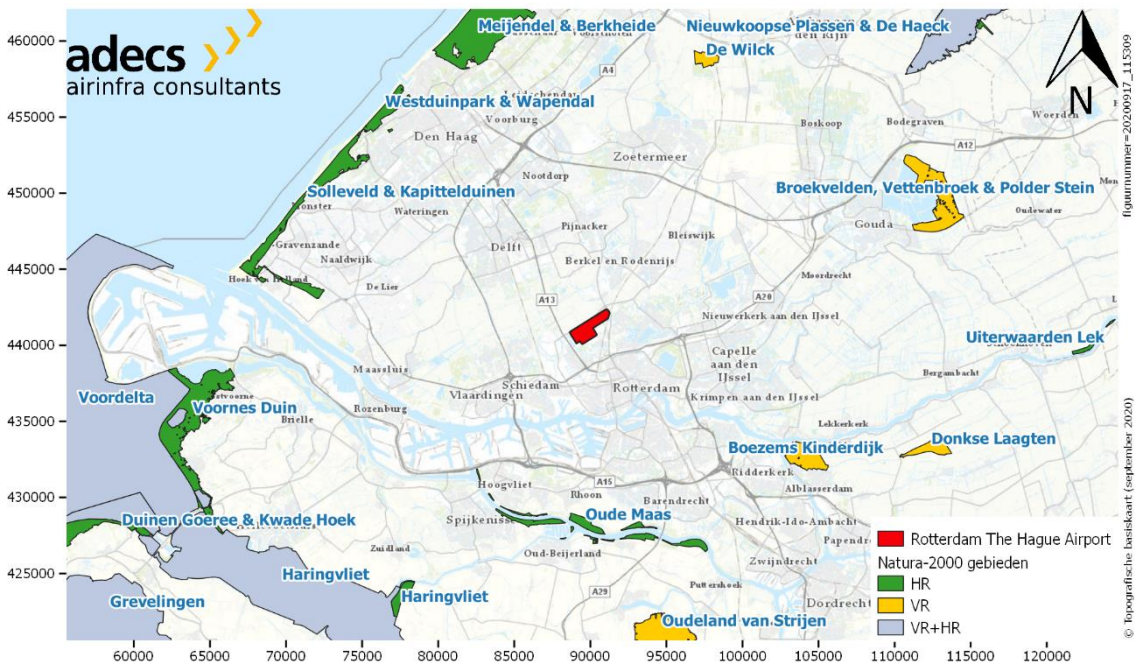 adecs
airinfra consultants
Meijendel & Berkheide
Nieuwkoopse Plassen & De Haeck
De Wilck
Westduinpark & Wapendal
Solleveld & Kapittelduinen
Broekvelden, Vettenbroek & Polder Stein
Uiterwaarden Lek
Voordelta
Voornes Duin
Boezems Kinderdijk
Donkse Laagten
Duinen Goeree & Kwade Hoek
Oude Maas
Haringvliet
Haringvliet
Grevelingen
Oudeland van Strijen
A4
Voorburg
Den Haag
Zoetermeer
Nootdorp
Boskoop
Bodegraven
Woerden
A12
Wateringen
Pijnacker
Delft
Bleiswijk
Gouda
Oudewater
Gravenzande
Naaldwijk
Berkel en Rodenrijs
Moordrecht
De Lier
A13
A20
Nieuwerkerk aan den IJssel
Maassluis
Capelle
aan den
IJssel
Bergambacht
Schiedam
Rotterdam
Vlaardingen
Krimpen aan den IJssel
Rozenburg
Brielle
Lekkerkerk
Ridderkerk
Hoogvliet
A15
Rhoon
Barendrecht
Alblasserdam
Spijkenisse
Hendrik-Ido-Ambacht
Zuidland
Oud-Beijerland
Zwijndrecht
A29
Puttershoek
Dordrecht
N
Rotterdam The Hague Airport
Natura-2000 gebieden
HR
VR
VR+HR
460000
455000
450000
445000
440000
435000
430000
425000
60000 65000 70000 75000 80000 85000 90000 95000 100000 105000 110000 115000 120000
figuurnummer=20200917_115309
© Topografische basiskaart (september 2020)